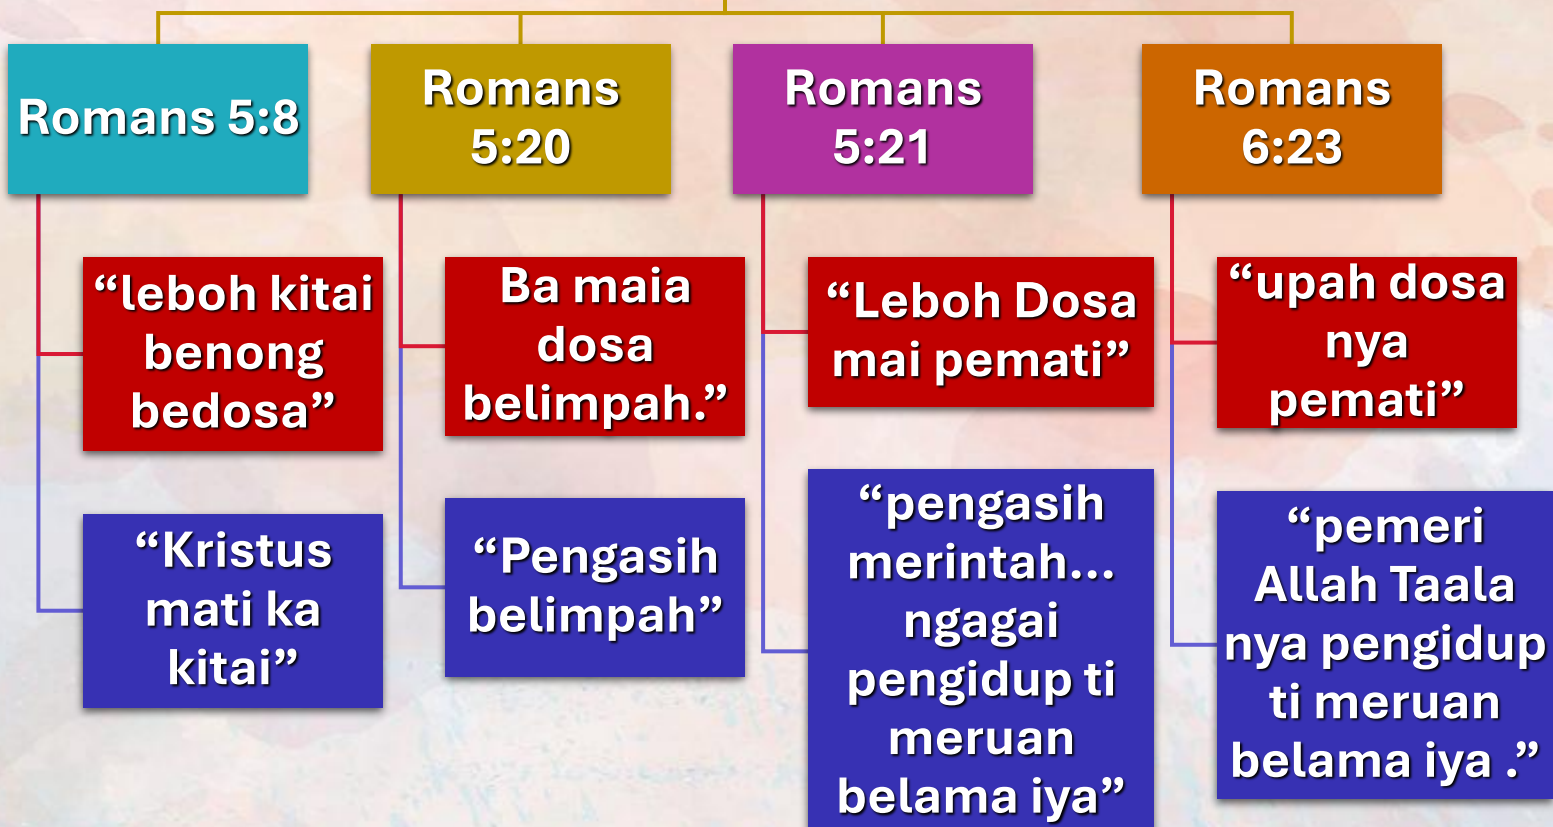 Romans 5:8
“leboh kitai
benong
bedosa”
“Kristus
mati ka
kitai”
Romans
5:20
Ba maia
dosa
belimpah.”
“Pengasih
belimpah”
Romans
5:21
“Leboh Dosa
mai pemati”
“pengasih
merintah...
ngagai
pengidup ti
meruan
belama iya”
Romans
6:23
“upah dosa
nya
pemati”
“pemeri
Allah Taala
nya pengidup
ti meruan
belama iya .”